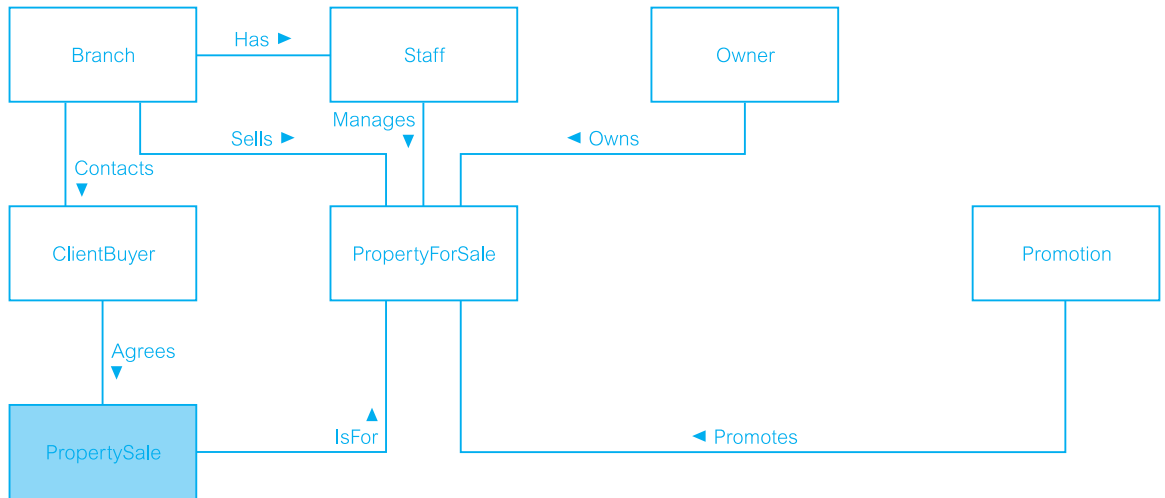 Branch
Has ►
Staff
Owner
Manages
▼
Sells ►
◄ Owns
Contacts
▼
ClientBuyer
PropertyForSale
Promotion
Agrees
▼
PropertySale
▲
IsFor
◄ Promotes